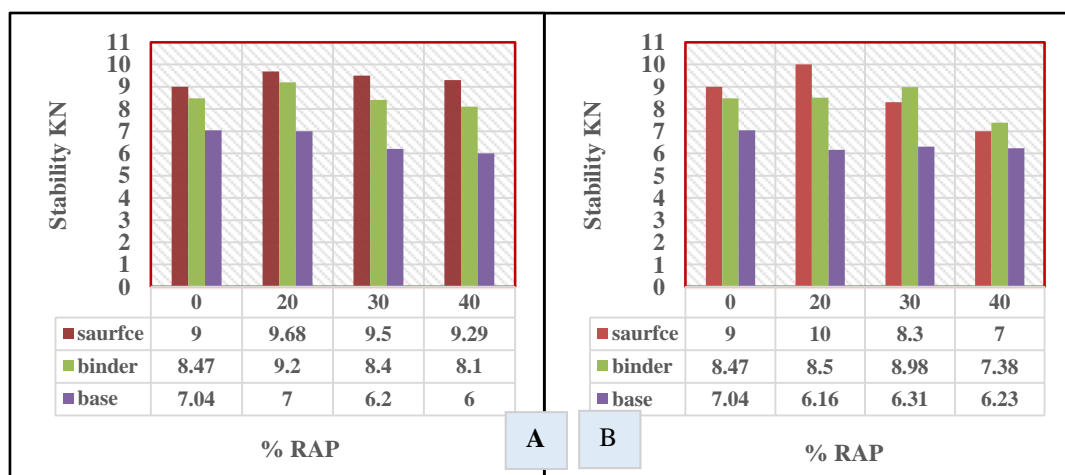 Stability KN
11
10
9
8
7
6
5
4
3
2
1
0
0 20 30 40
saurfce 9 9.68 9.5 9.29
binder 8.47 9.2 8.4 8.1
base 7.04 7 6.2 6
% RAP
A
Stability KN
11
10
9
8
7
6
5
4
3
2
1
0
0 20 30 40
saurfce 9 10 8.3 7
binder 8.47 8.5 8.98 7.38
base 7.04 6.16 6.31 6.23
B
% RAP